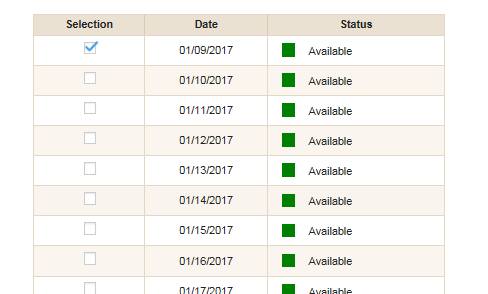 Selection Date Status
01/09/2017 Available
01/10/2017 Available
01/11/2017 Available
01/12/2017 Available
01/13/2017 Available
01/14/2017 Available
01/15/2017 Available
01/16/2017 Available
01/17/2017 Available